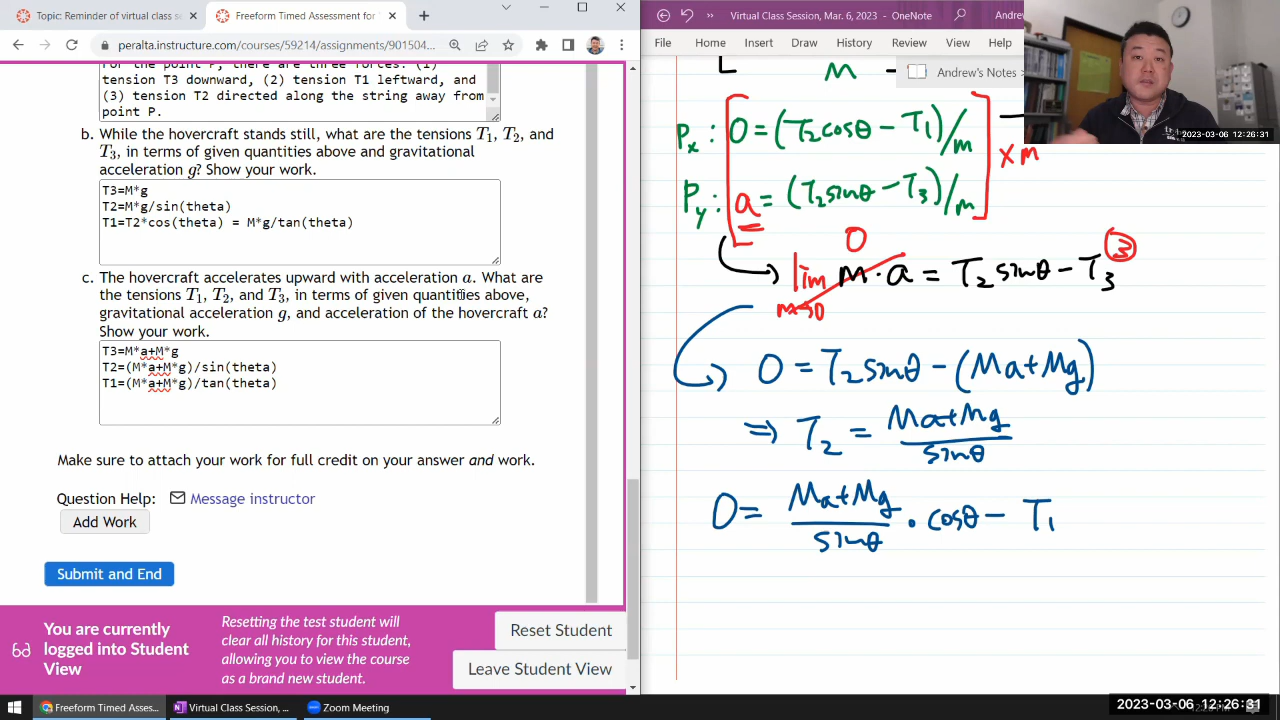 Topic: Reminder of virtual class se
Freeform Timed Assessment for
peralta.instructure.com/courses/59214/assignments/901504...
For the point P, there are three forces: (1)
tension T3 downward, (2) tension T1 leftward, and
(3) tension T2 directed along the string away from
point P.
b. While the hovercraft stands still, what are the tensions T₁, T₂, and
T₃, in terms of given quantities above and gravitational
acceleration g? Show your work.
T3=M*g
T2=M*g/sin(theta)
T1=T2*cos(theta) = M*g/tan(theta)
c. The hovercraft accelerates upward with acceleration a. What are
the tensions T₁, T₂, and T₃, in terms of given quantities above,
gravitational acceleration g, and acceleration of the hovercraft a?
Show your work.
T3=M*a+M*g
T2=(M*a+M*g)/sin(theta)
T1=(M*a+M*g)/tan(theta)
Make sure to attach your work for full credit on your answer and work.
Question Help: Message instructor
Add Work
Submit and End
You are currently
logged into Student
View
Resetting the test student will
clear all history for this student,
allowing you to view the course
as a brand new student.
Reset Student
Leave Student View
Virtual Class Session, Mar. 6, 2023 - OneNote
Andre
File Home Insert Draw History Review View Help
Andrew's Notes >
M
Pₓ: 0 = (T₂cosθ - T₁)/m
x m
P_y: a = (T₂sinθ - T₃)/m
0
lim m·a = T₂ sinθ - T₃ ③
m→0
0 = T₂ sinθ - (Ma+Mg)
⇒ T₂ = (Ma+Mg)/sinθ
0 = (Ma+Mg)/sinθ · cosθ - T₁
2023-03-06 12:26:31
Freeform Timed Asses...
Virtual Class Session, ...
Zoom Meeting
2023-03-06 12:26:31